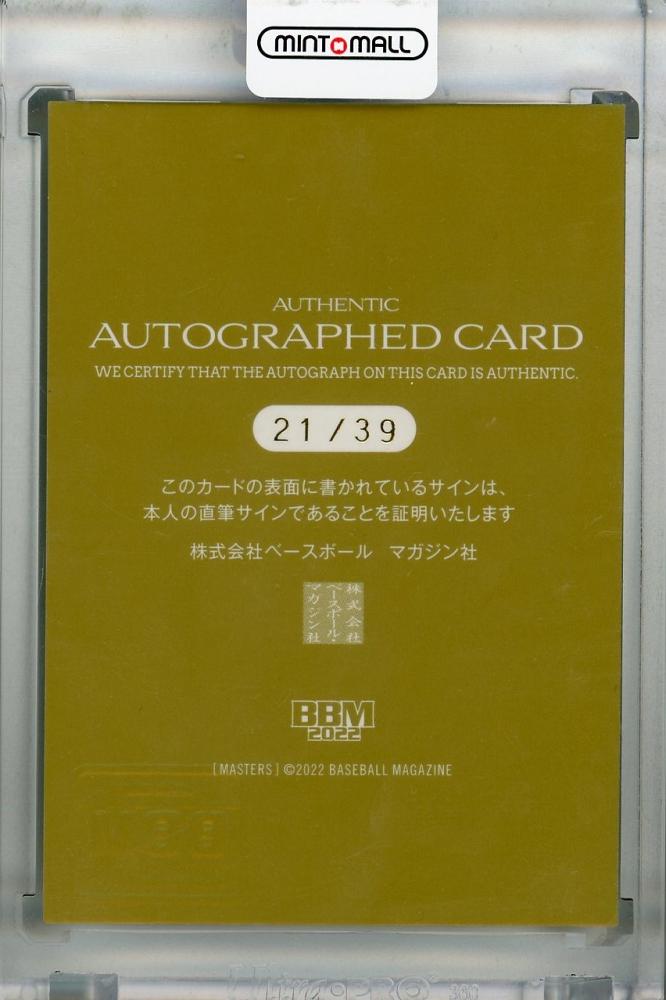 MINT MALL
AUTHENTIC
AUTOGRAPHED CARD
WE CERTIFY THAT THE AUTOGRAPH ON THIS CARD IS AUTHENTIC.
21/39
このカードの表面に書かれているサインは、
本人の直筆サインであることを証明いたします
株式会社ベースボール マガジン社
株式会社
ベースボール・
マガジン社
BBM
2022
[MASTERS] ©2022 BASEBALL MAGAZINE
Ultra·PRO